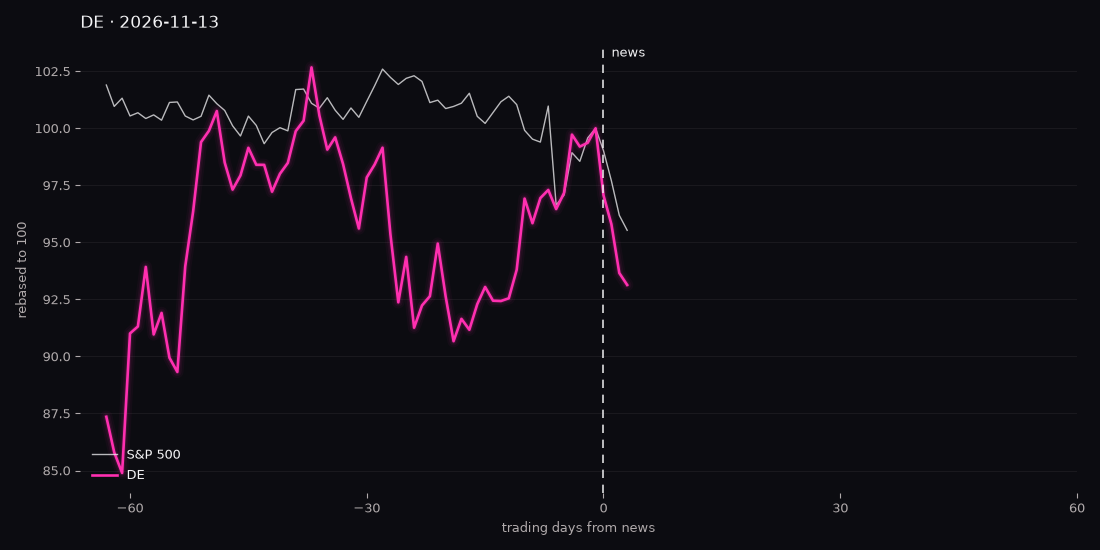 DE · 2026-11-13
news
102.5
100.0
97.5
95.0
92.5
90.0
87.5
85.0
rebased to 100
S&P 500
DE
−60
−30
0
30
60
trading days from news